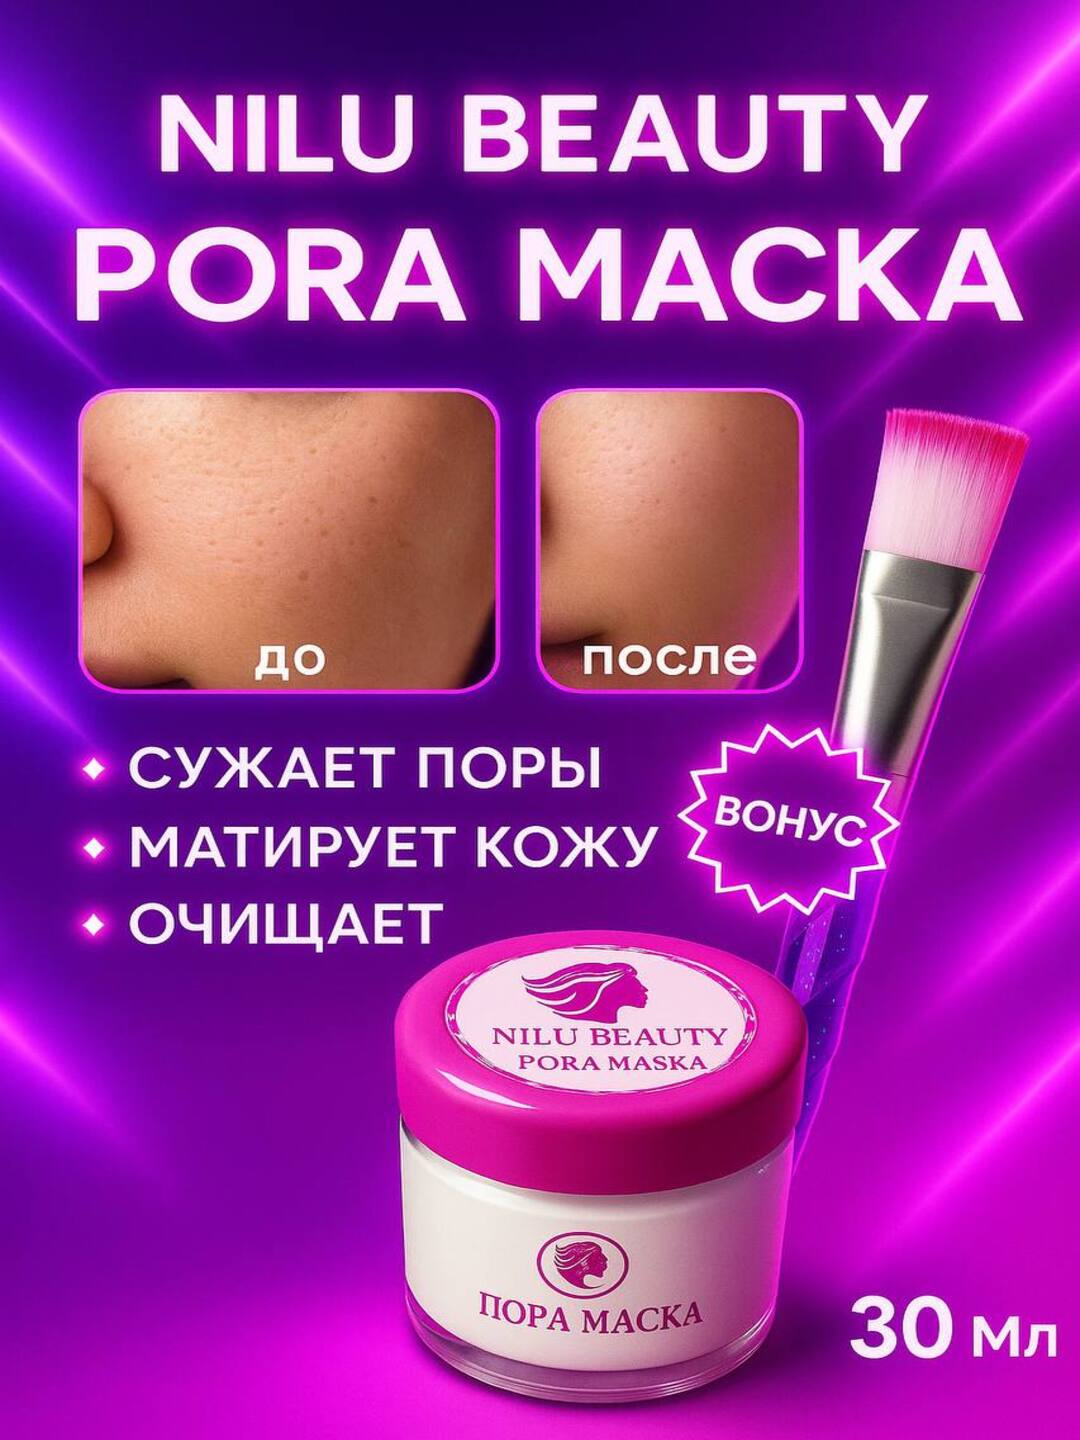 NILU BEAUTY
PORA МАСКА
до
после
СУЖАЕТ ПОРЫ
МАТИРУЕТ КОЖУ
ОЧИЩАЕТ
ВОНУС
NILU BEAUTY
PORA MASKA
ПОРА МАСКА
30 Мл